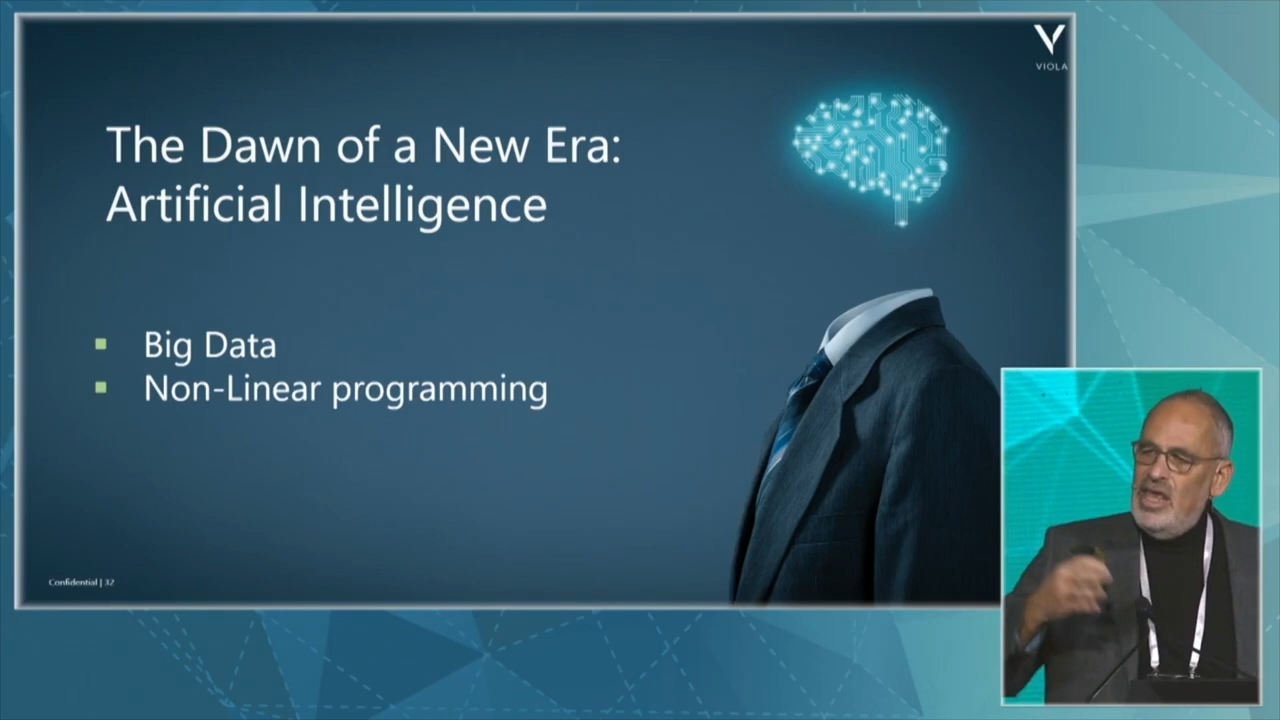 VIOLA
The Dawn of a New Era:
Artificial Intelligence
Big Data
Non-Linear programming
Confidential | 32